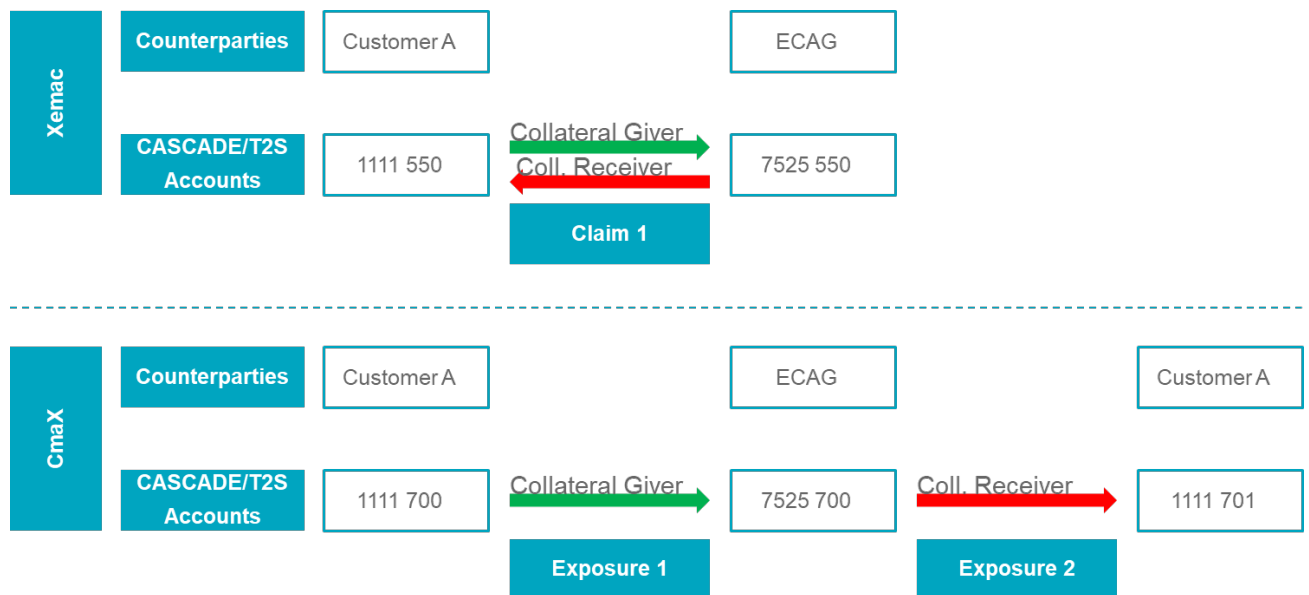 Xemac
Counterparties
Customer A
ECAG
CASCADE/T2S
Accounts
1111 550
Collateral Giver
Coll. Receiver
7525 550
Claim 1
CmaX
Counterparties
Customer A
ECAG
Customer A
CASCADE/T2S
Accounts
1111 700
Collateral Giver
7525 700
Coll. Receiver
1111 701
Exposure 1
Exposure 2